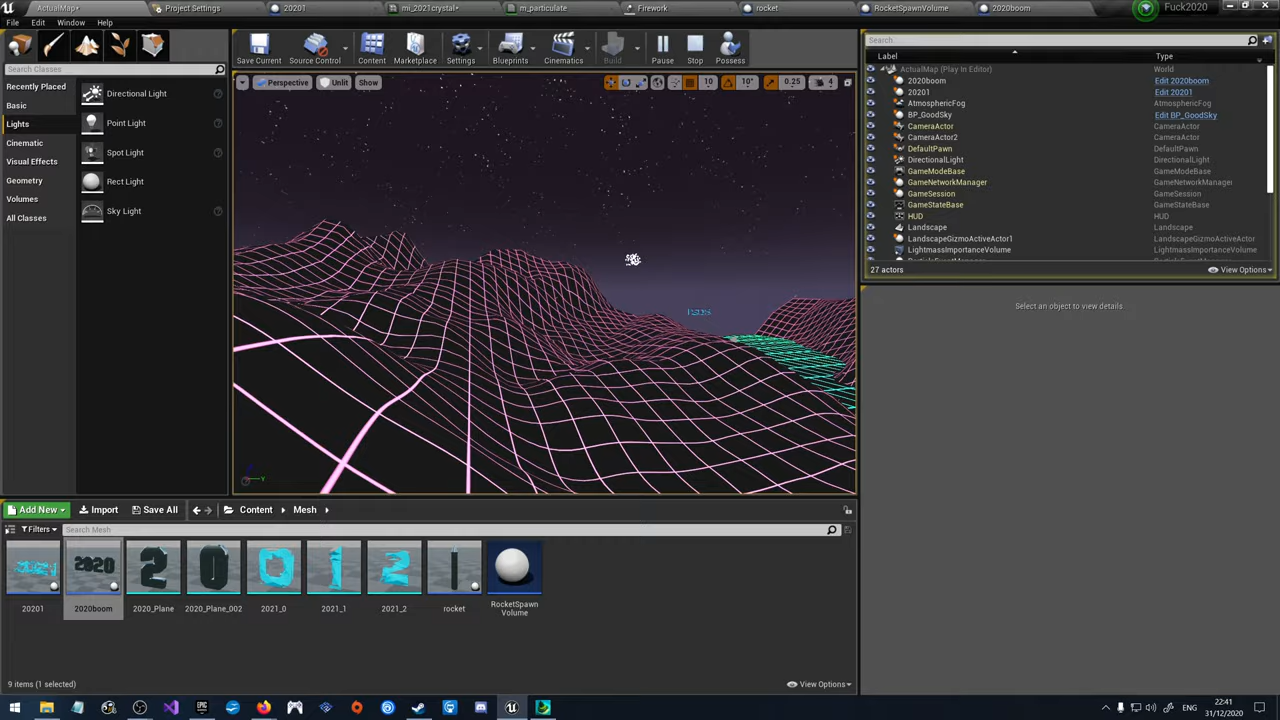 ActualMap*
Project Settings
20201
mi_2021crystal*
m_particulate
Firework
rocket
RocketSpawnVolume
2020boom
Fuck2020
File Edit Window Help
Search Classes
Recently Placed
Basic
Lights
Cinematic
Visual Effects
Geometry
Volumes
All Classes
Directional Light
Point Light
Spot Light
Rect Light
Sky Light
Save Current
Source Control
Content
Marketplace
Settings
Blueprints
Cinematics
Build
Pause
Stop
Possess
Perspective
Unlit
Show
10
10°
0.25
4
Y
Search...
Label Type
ActualMap (Play In Editor) World
2020boom Edit 2020boom
20201 Edit 20201
AtmosphericFog AtmosphericFog
BP_GoodSky Edit BP_GoodSky
CameraActor CameraActor
CameraActor2 CameraActor
DefaultPawn DefaultPawn
DirectionalLight DirectionalLight
GameModeBase GameModeBase
GameNetworkManager GameNetworkManager
GameSession GameSession
GameStateBase GameStateBase
HUD HUD
Landscape Landscape
LandscapeGizmoActiveActor1 LandscapeGizmoActor
LightmassImportanceVolume LightmassImportanceVolume
27 actors
View Options
Select an object to view details.
Add New
Import
Save All
Content
Mesh
Filters
Search Mesh
20201
2020boom
2020_Plane
2020_Plane_002
2021_0
2021_1
2021_2
rocket
RocketSpawn
Volume
9 items (1 selected)
View Options
ENG
22:41
31/12/2020